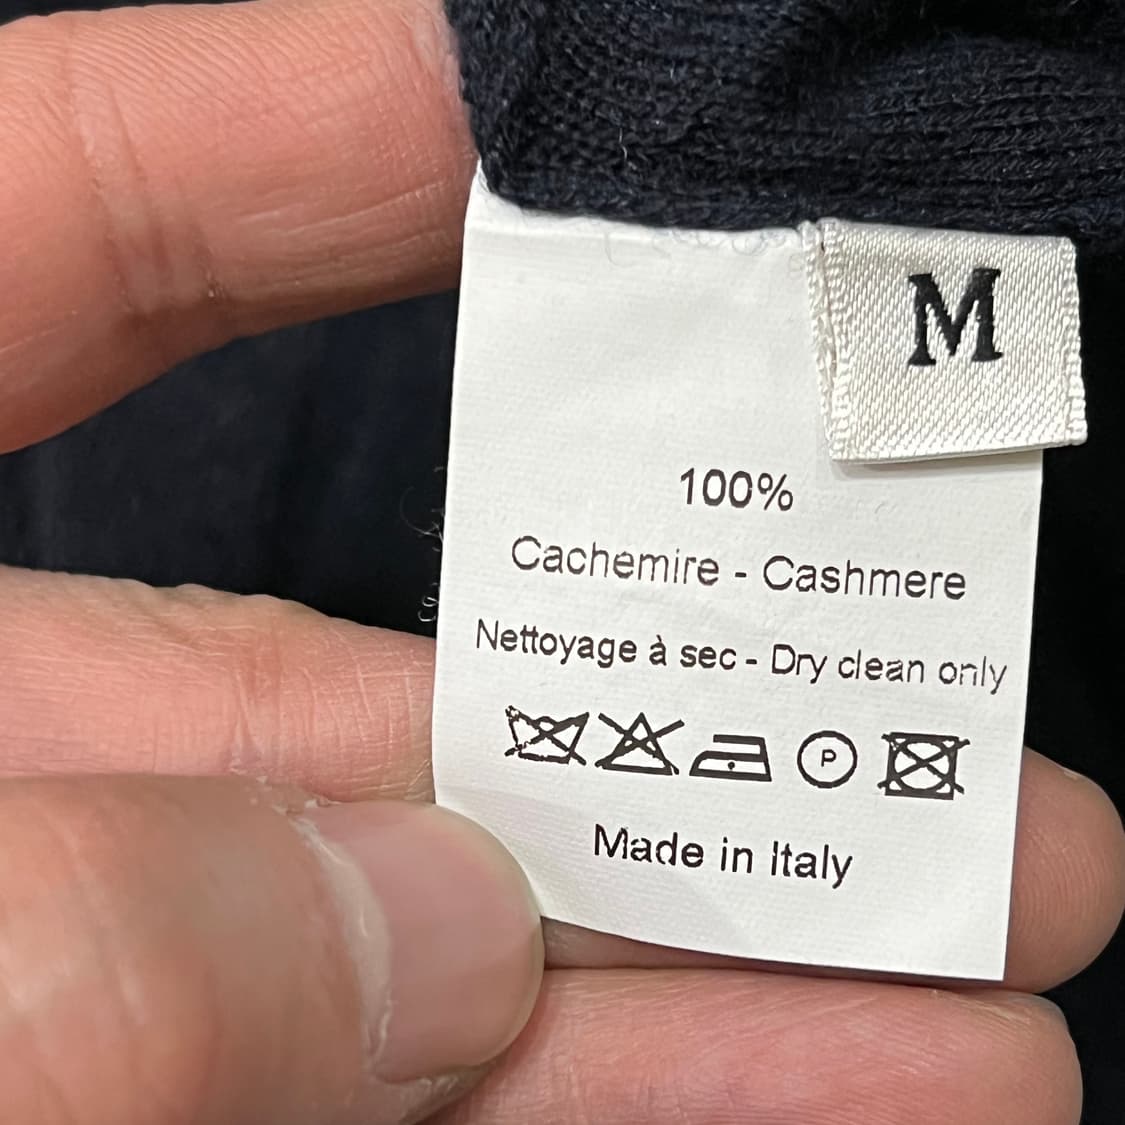 M
100%
Cachemire - Cashmere
Nettoyage à sec - Dry clean only
P
Made in Italy